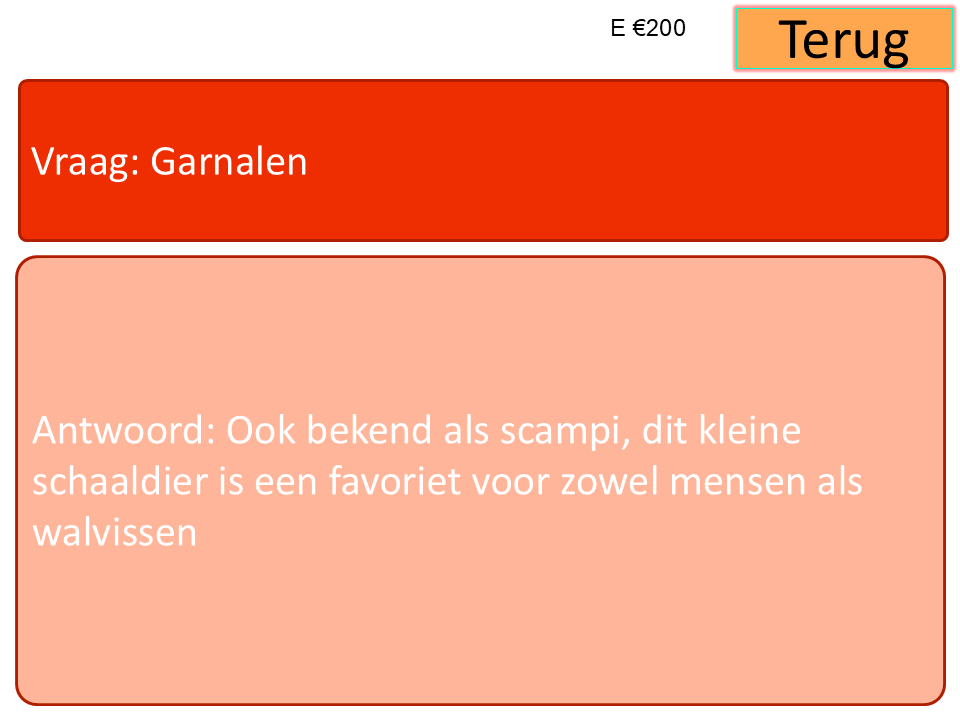 E €200
Terug
Vraag: Garnalen
Antwoord: Ook bekend als scampi, dit kleine
schaaldier is een favoriet voor zowel mensen als
walvissen